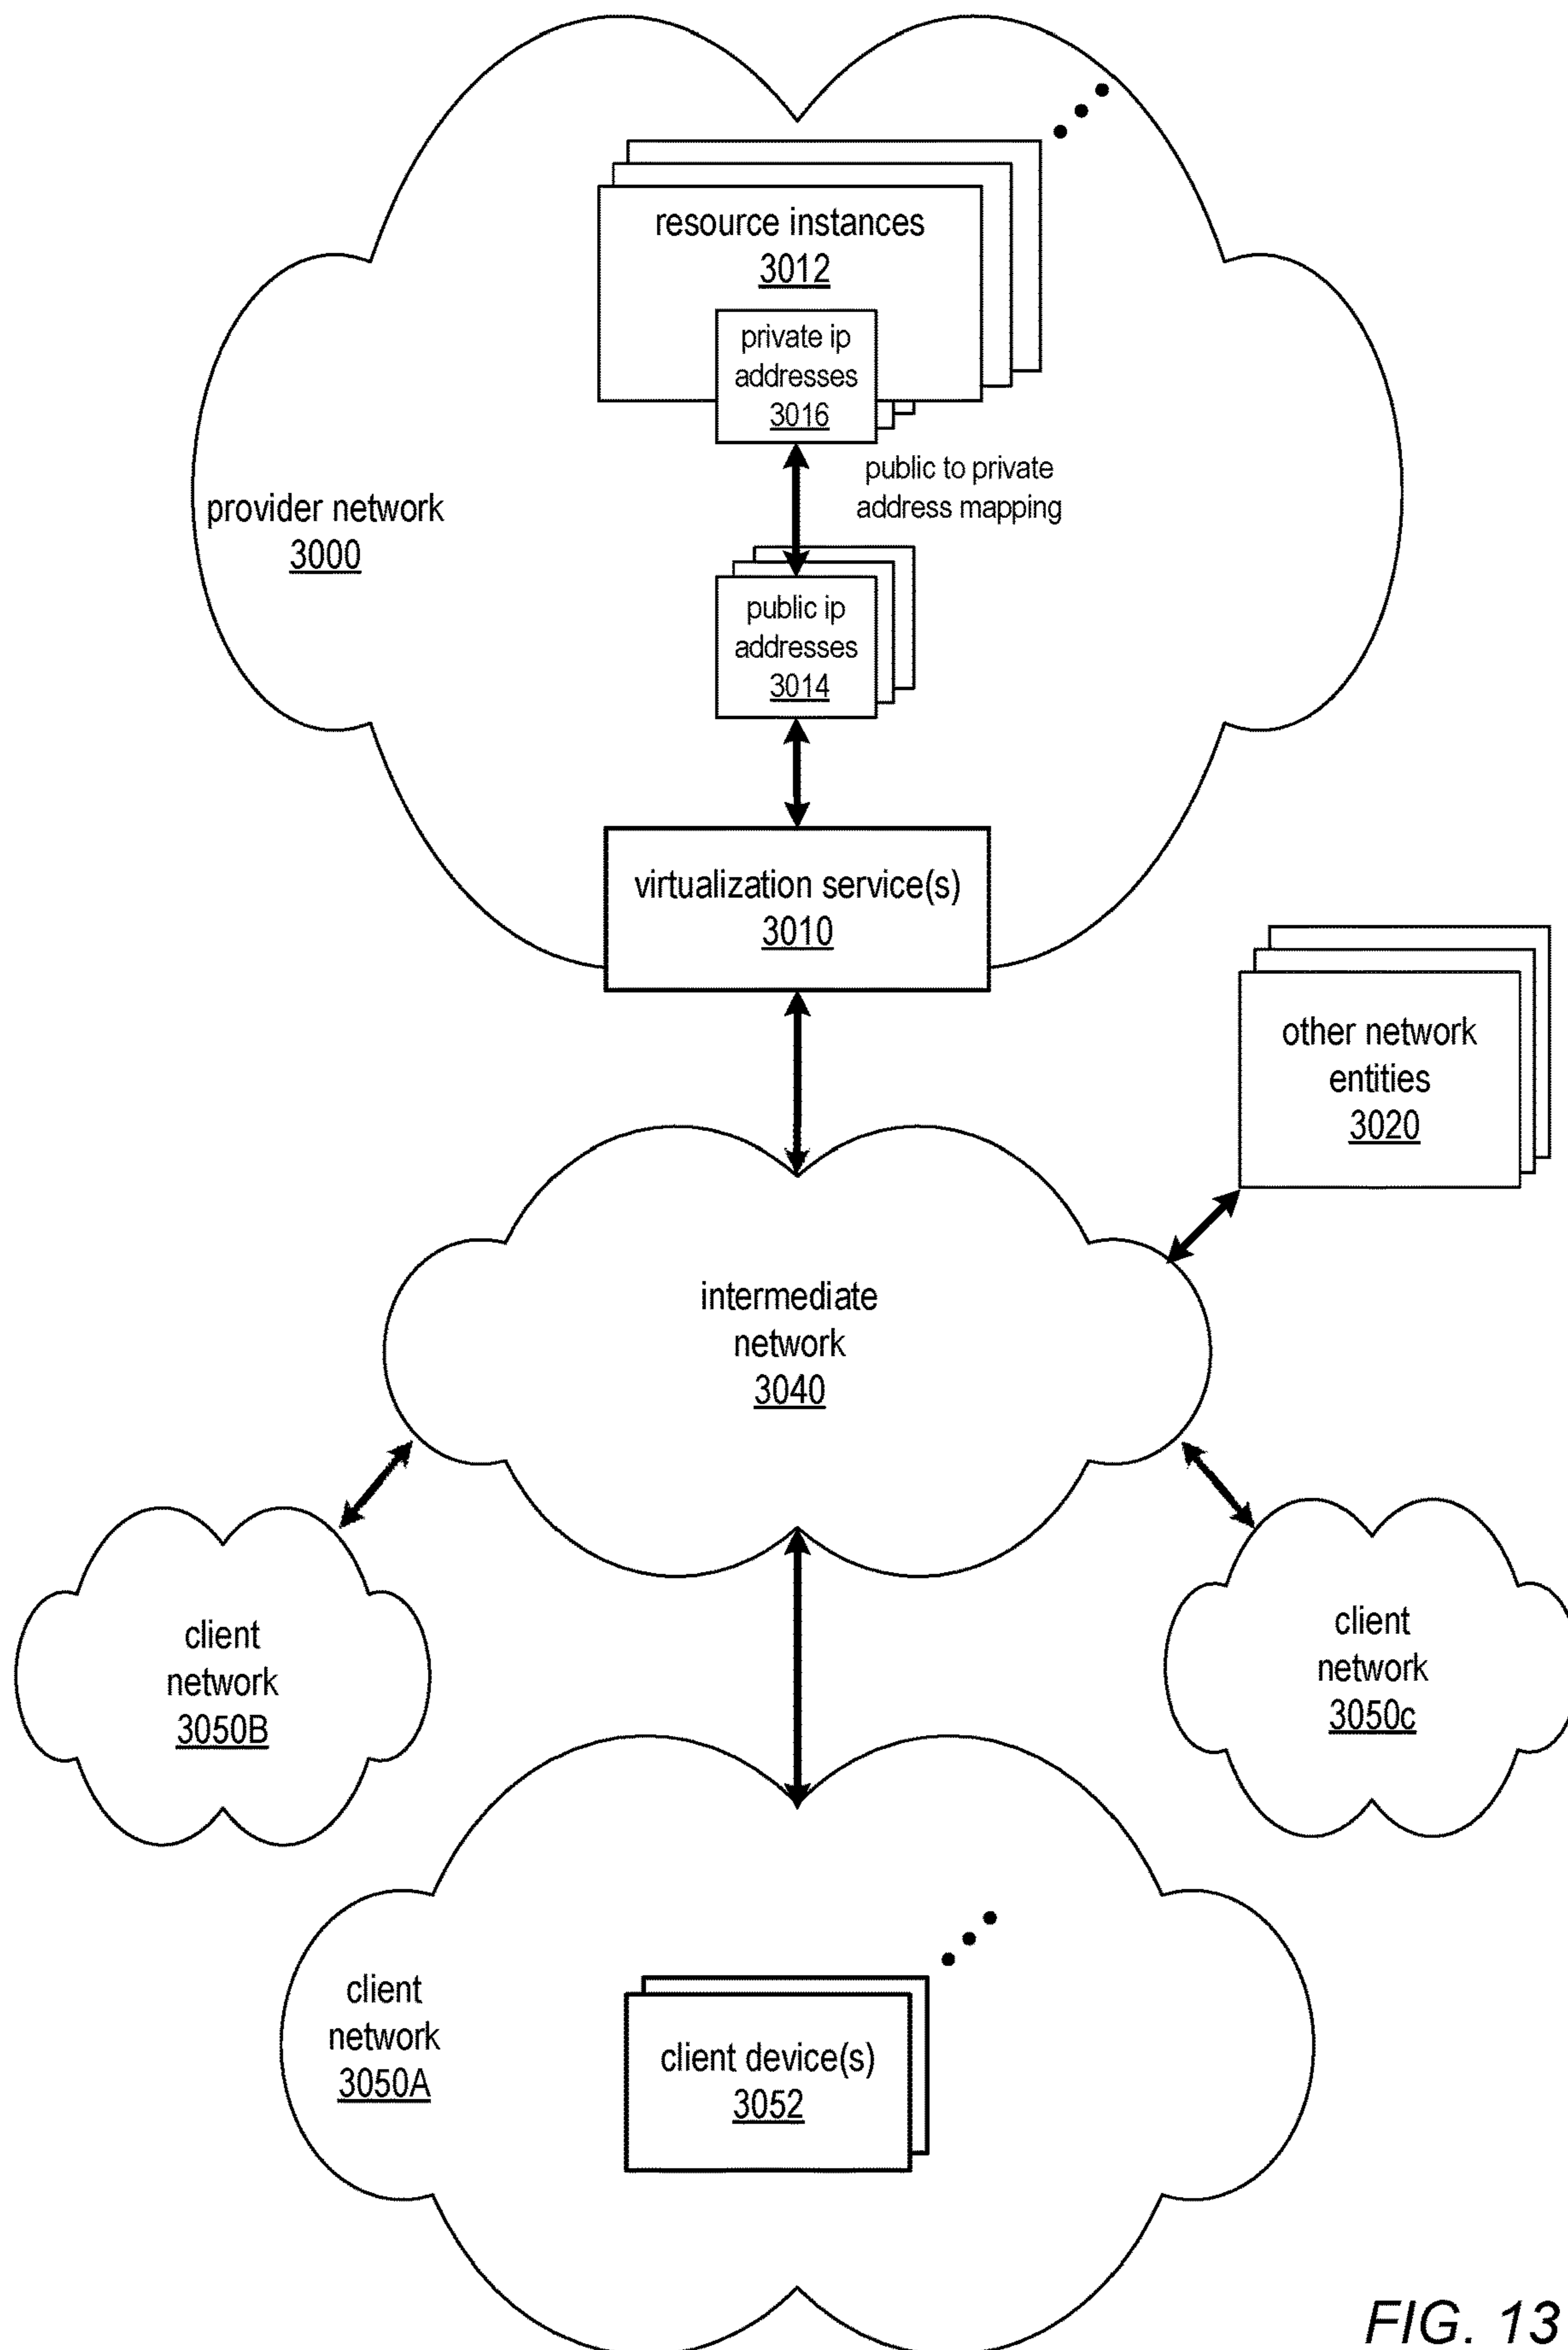 resource instances
3012
private ip
addresses
3016
public to private
address mapping
provider network
3000
public ip
addresses
3014
virtualization service(s)
3010
other network
entities
3020
intermediate
network
3040
client
network
3050B
client
network
3050c
client
network
3050A
client device(s)
3052
FIG. 13